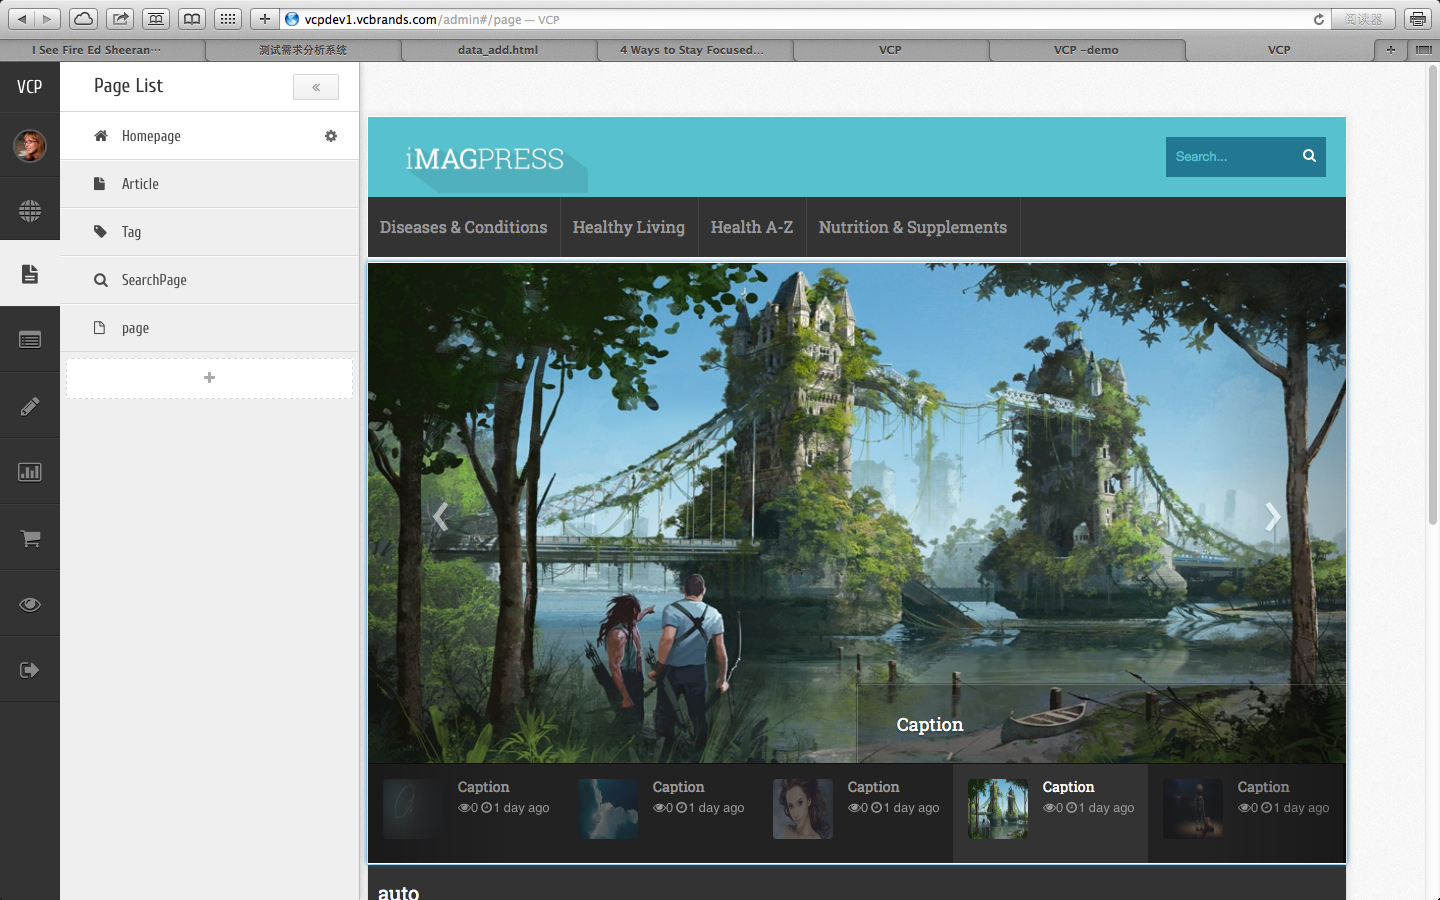 vcpdev1.vcbrands.com/admin#/page — VCP
阅读器
I See Fire Ed Sheeran…
测试需求分析系统
data_add.html
4 Ways to Stay Focused...
VCP
VCP -demo
VCP
VCP
Page List
Homepage
Article
Tag
SearchPage
page
iMAGPRESS
Search...
Diseases & Conditions
Healthy Living
Health A-Z
Nutrition & Supplements
Caption
Caption
0 1 day ago
Caption
0 1 day ago
Caption
0 1 day ago
Caption
0 1 day ago
Caption
0 1 day ago
auto